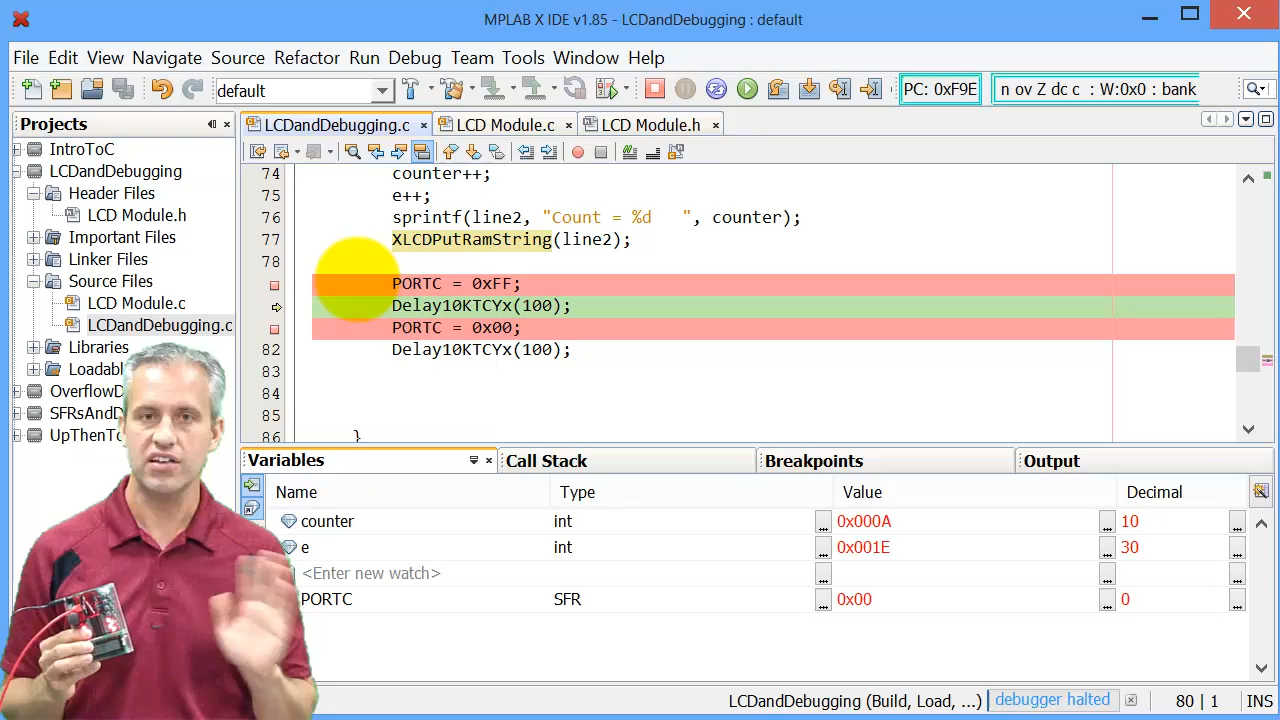 MPLAB X IDE v1.85 - LCDandDebugging : default
File Edit View Navigate Source Refactor Run Debug Team Tools Window Help
default
PC: 0xF9E
n ov Z dc c : W:0x0 : bank
Projects
LCDandDebugging.c
LCD Module.c
LCD Module.h
IntroToC
LCDandDebugging
Header Files
LCD Module.h
Important Files
Linker Files
Source Files
LCD Module.c
LCDandDebugging.c
Libraries
Loadabl
OverflowD
SFRsAndD
UpThenTo
74 counter++;
75 e++;
76 sprintf(line2, "Count = %d   ", counter);
77 XLCDPutRamString(line2);
78
PORTC = 0xFF;
Delay10KTCYx(100);
PORTC = 0x00;
82 Delay10KTCYx(100);
83
84
85
86 }
Variables
Call Stack
Breakpoints
Output
Name Type Value Decimal
counter int 0x000A 10
e int 0x001E 30
<Enter new watch>
PORTC SFR 0x00 0
LCDandDebugging (Build, Load, ...) debugger halted 80 | 1 INS